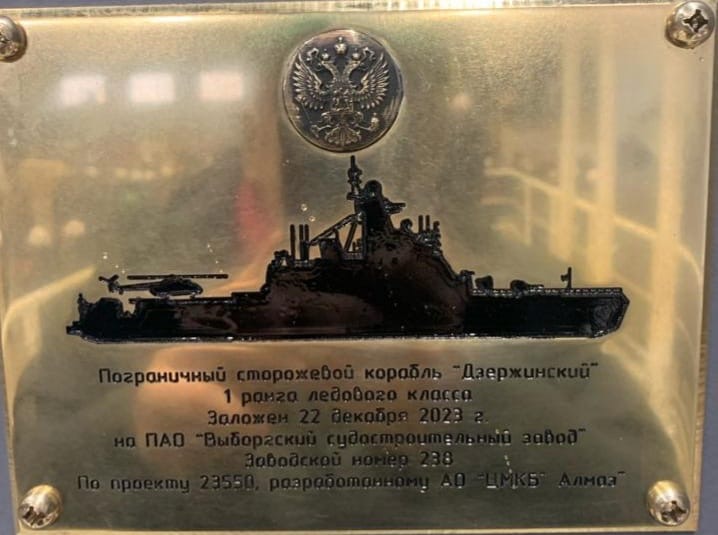 Пограничный сторожевой корабль "Дзержинский"
1 ранга ледового класса
Заложен 22 декабря 2023 г.
на ПАО "Выборгский судостроительный завод"
Заводской номер 238
По проекту 23550, разработанному АО "ЦМКБ" Алмаз"